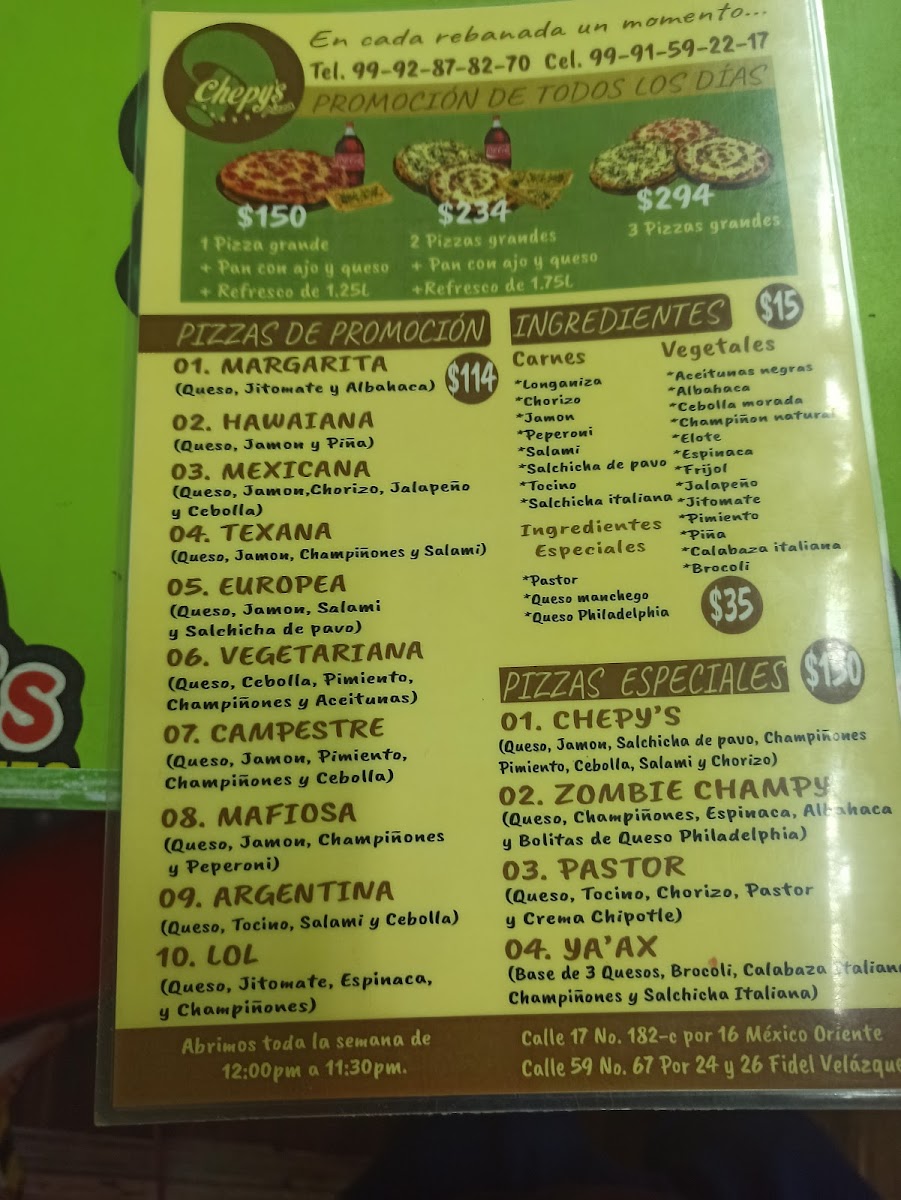 En cada rebanada un momento...
Chepy's
Tel. 99-92-87-82-70 Cel. 99-91-59-22-17
PROMOCIÓN DE TODOS LOS DÍAS
$150
1 Pizza grande
+ Pan con ajo y queso
+ Refresco de 1.25L
$234
2 Pizzas grandes
+ Pan con ajo y queso
+Refresco de 1.75L
$294
3 Pizzas grandes
PIZZAS DE PROMOCIÓN
$114
01. MARGARITA
(Queso, Jitomate y Albahaca)
02. HAWAIANA
(Queso, Jamon y Piña)
03. MEXICANA
(Queso, Jamon,Chorizo, Jalapeño
y Cebolla)
04. TEXANA
(Queso, Jamon, Champiñones y Salami)
05. EUROPEA
(Queso, Jamon, Salami
y Salchicha de pavo)
06. VEGETARIANA
(Queso, Cebolla, Pimiento,
Champiñones y Aceitunas)
07. CAMPESTRE
(Queso, Jamon, Pimiento,
Champiñones y Cebolla)
08. MAFIOSA
(Queso, Jamon, Champiñones
y Peperoni)
09. ARGENTINA
(Queso, Tocino, Salami y Cebolla)
10. LOL
(Queso, Jitomate, Espinaca,
y Champiñones)
INGREDIENTES
$15
Carnes
*Longaniza
*Chorizo
*Jamon
*Peperoni
*Salami
*Salchicha de pavo
*Tocino
*Salchicha italiana
Vegetales
*Aceitunas negras
*Albahaca
*Cebolla morada
*Champiñon natural
*Elote
*Espinaca
*Frijol
*Jalapeño
*Jitomate
*Pimiento
*Piña
*Calabaza italiana
*Brocoli
Ingredientes
Especiales
*Pastor
*Queso manchego
*Queso Philadelphia
$35
PIZZAS ESPECIALES
01. CHEPY'S
(Queso, Jamon, Salchicha de pavo, Champiñones
Pimiento, Cebolla, Salami y Chorizo)
02. ZOMBIE CHAMPY
(Queso, Champiñones, Espinaca, Albahaca
y Bolitas de Queso Philadelphia)
03. PASTOR
(Queso, Tocino, Chorizo, Pastor
y Crema Chipotle)
04. YA'AX
(Base de 3 Quesos, Brocoli, Calabaza Italiana
Champiñones y Salchicha Italiana)
Abrimos toda la semana de
12:00pm a 11:30pm.
Calle 17 No. 182-c por 16 México Oriente
Calle 59 No. 67 Por 24 y 26 Fidel Velázque